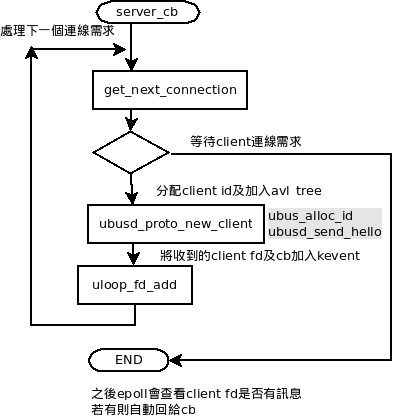 server_cb
處理下一個連線需求
get_next_connection
等待client連線需求
分配client id及加入avl tree
ubusd_proto_new_client
ubus_alloc_id
ubusd_send_hello
將收到的client fd及cb加入kevent
uloop_fd_add
END
之後epoll會查看client fd是否有訊息
若有則自動回給cb